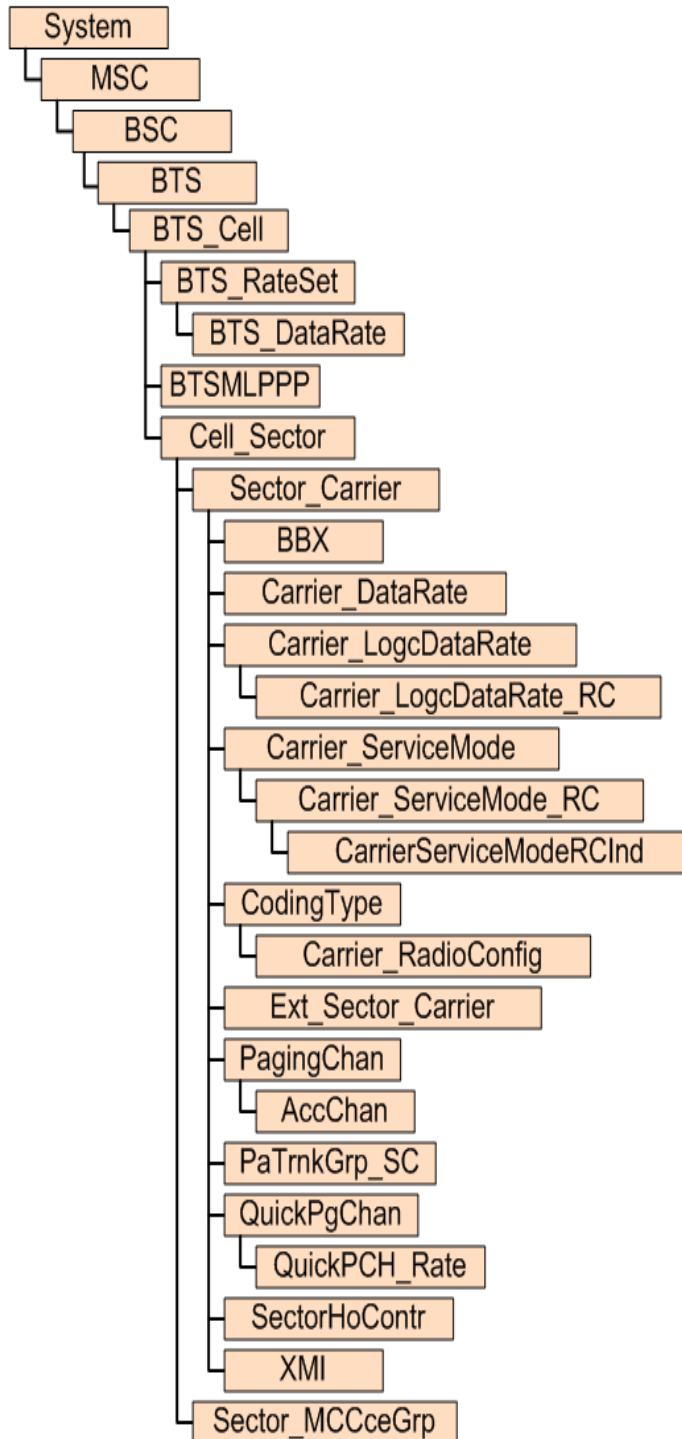 System
MSC
BSC
BTS
BTS_Cell
BTS_RateSet
BTS_DataRate
BTSMLPPP
Cell_Sector
Sector_Carrier
BBX
Carrier_DataRate
Carrier_LogcDataRate
Carrier_LogcDataRate_RC
Carrier_ServiceMode
Carrier_ServiceMode_RC
CarrierServiceModeRCInd
CodingType
Carrier_RadioConfig
Ext_Sector_Carrier
PagingChan
AccChan
PaTrnkGrp_SC
QuickPgChan
QuickPCH_Rate
SectorHoContr
XMI
Sector_MCCceGrp